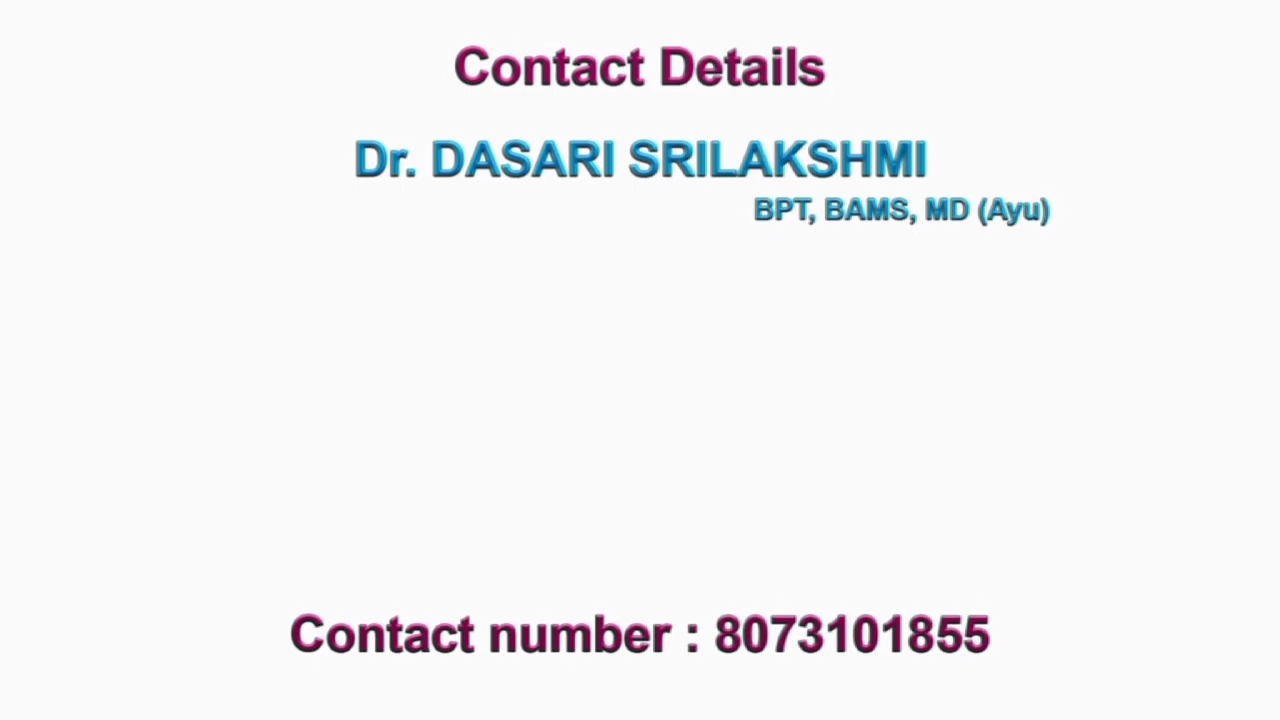 Contact Details
Dr. DASARI SRILAKSHMI
BPT, BAMS, MD (Ayu)
Contact number : 8073101855